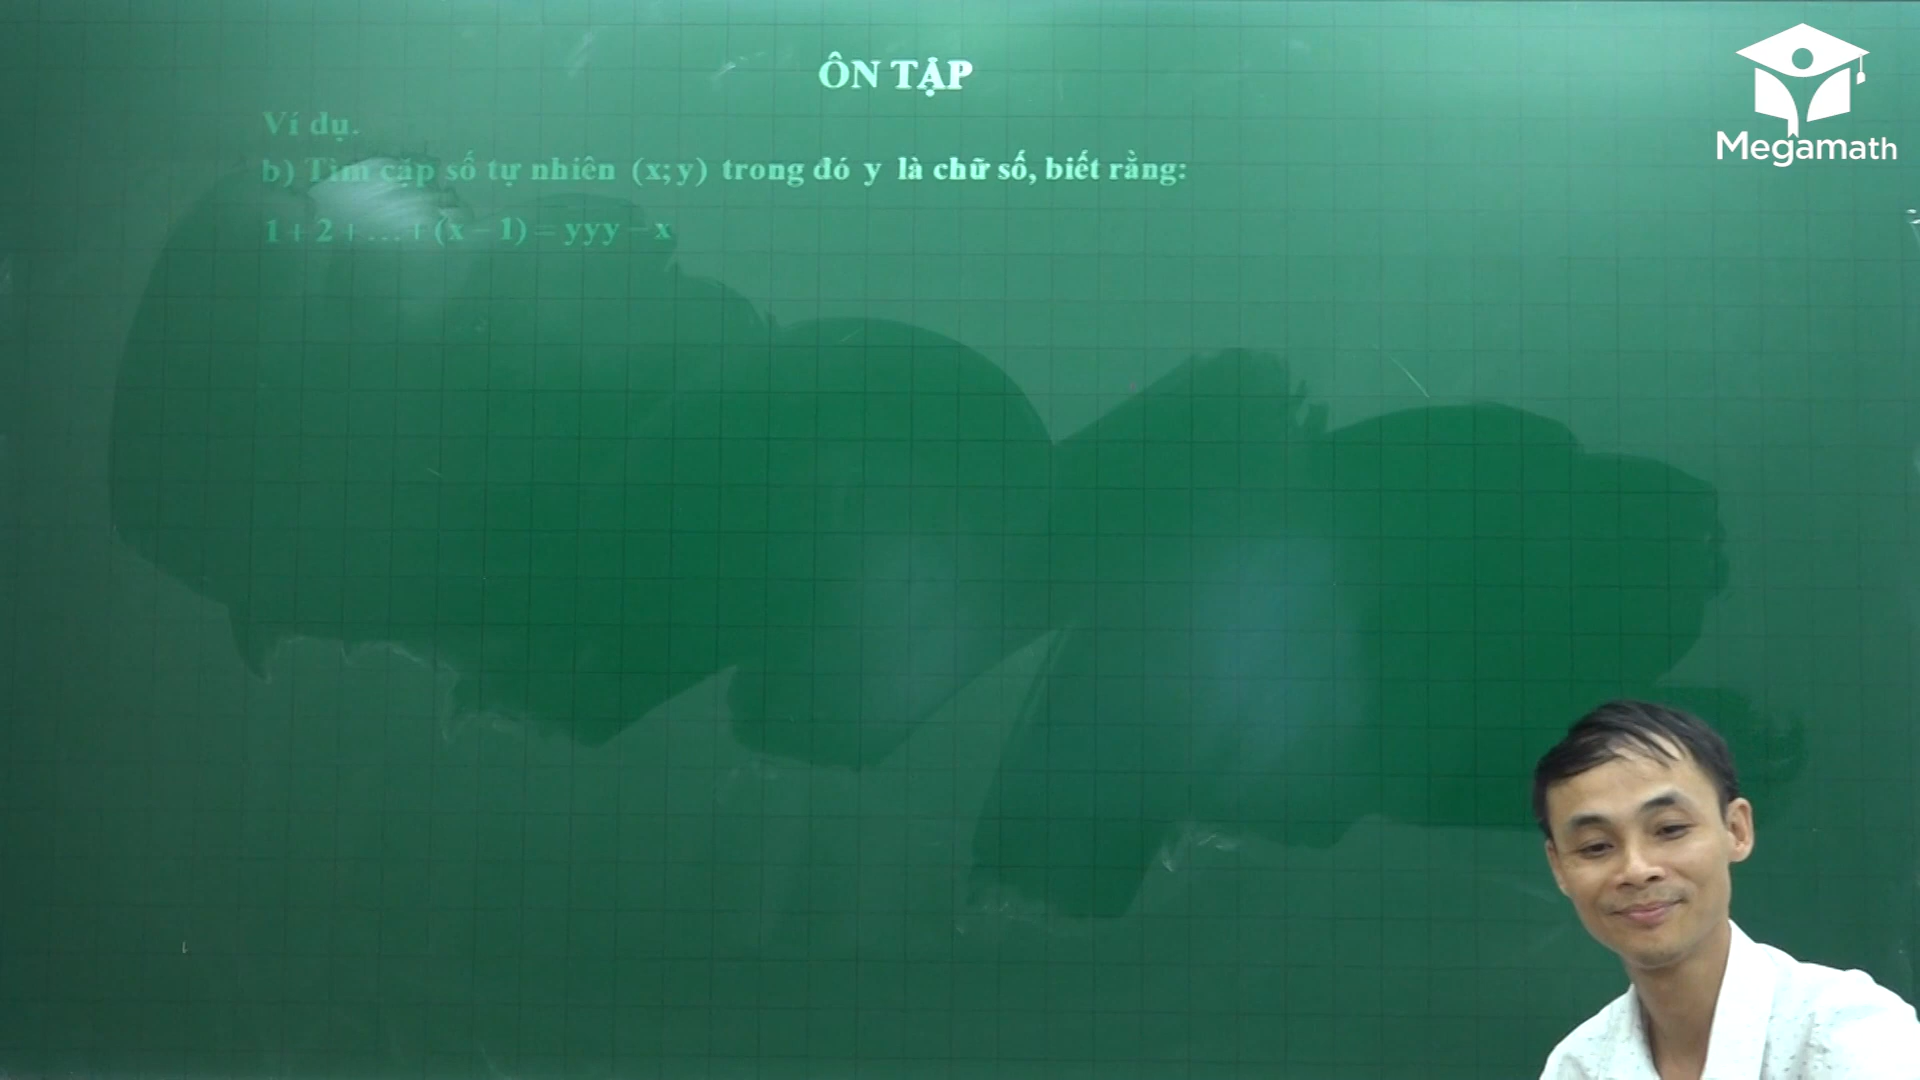 Megamath
ÔN TẬP
Ví dụ.
b) Tìm cặp số tự nhiên (x; y) trong đó y là chữ số, biết rằng:
1 + 2 + ... + (x − 1) = yyy − x